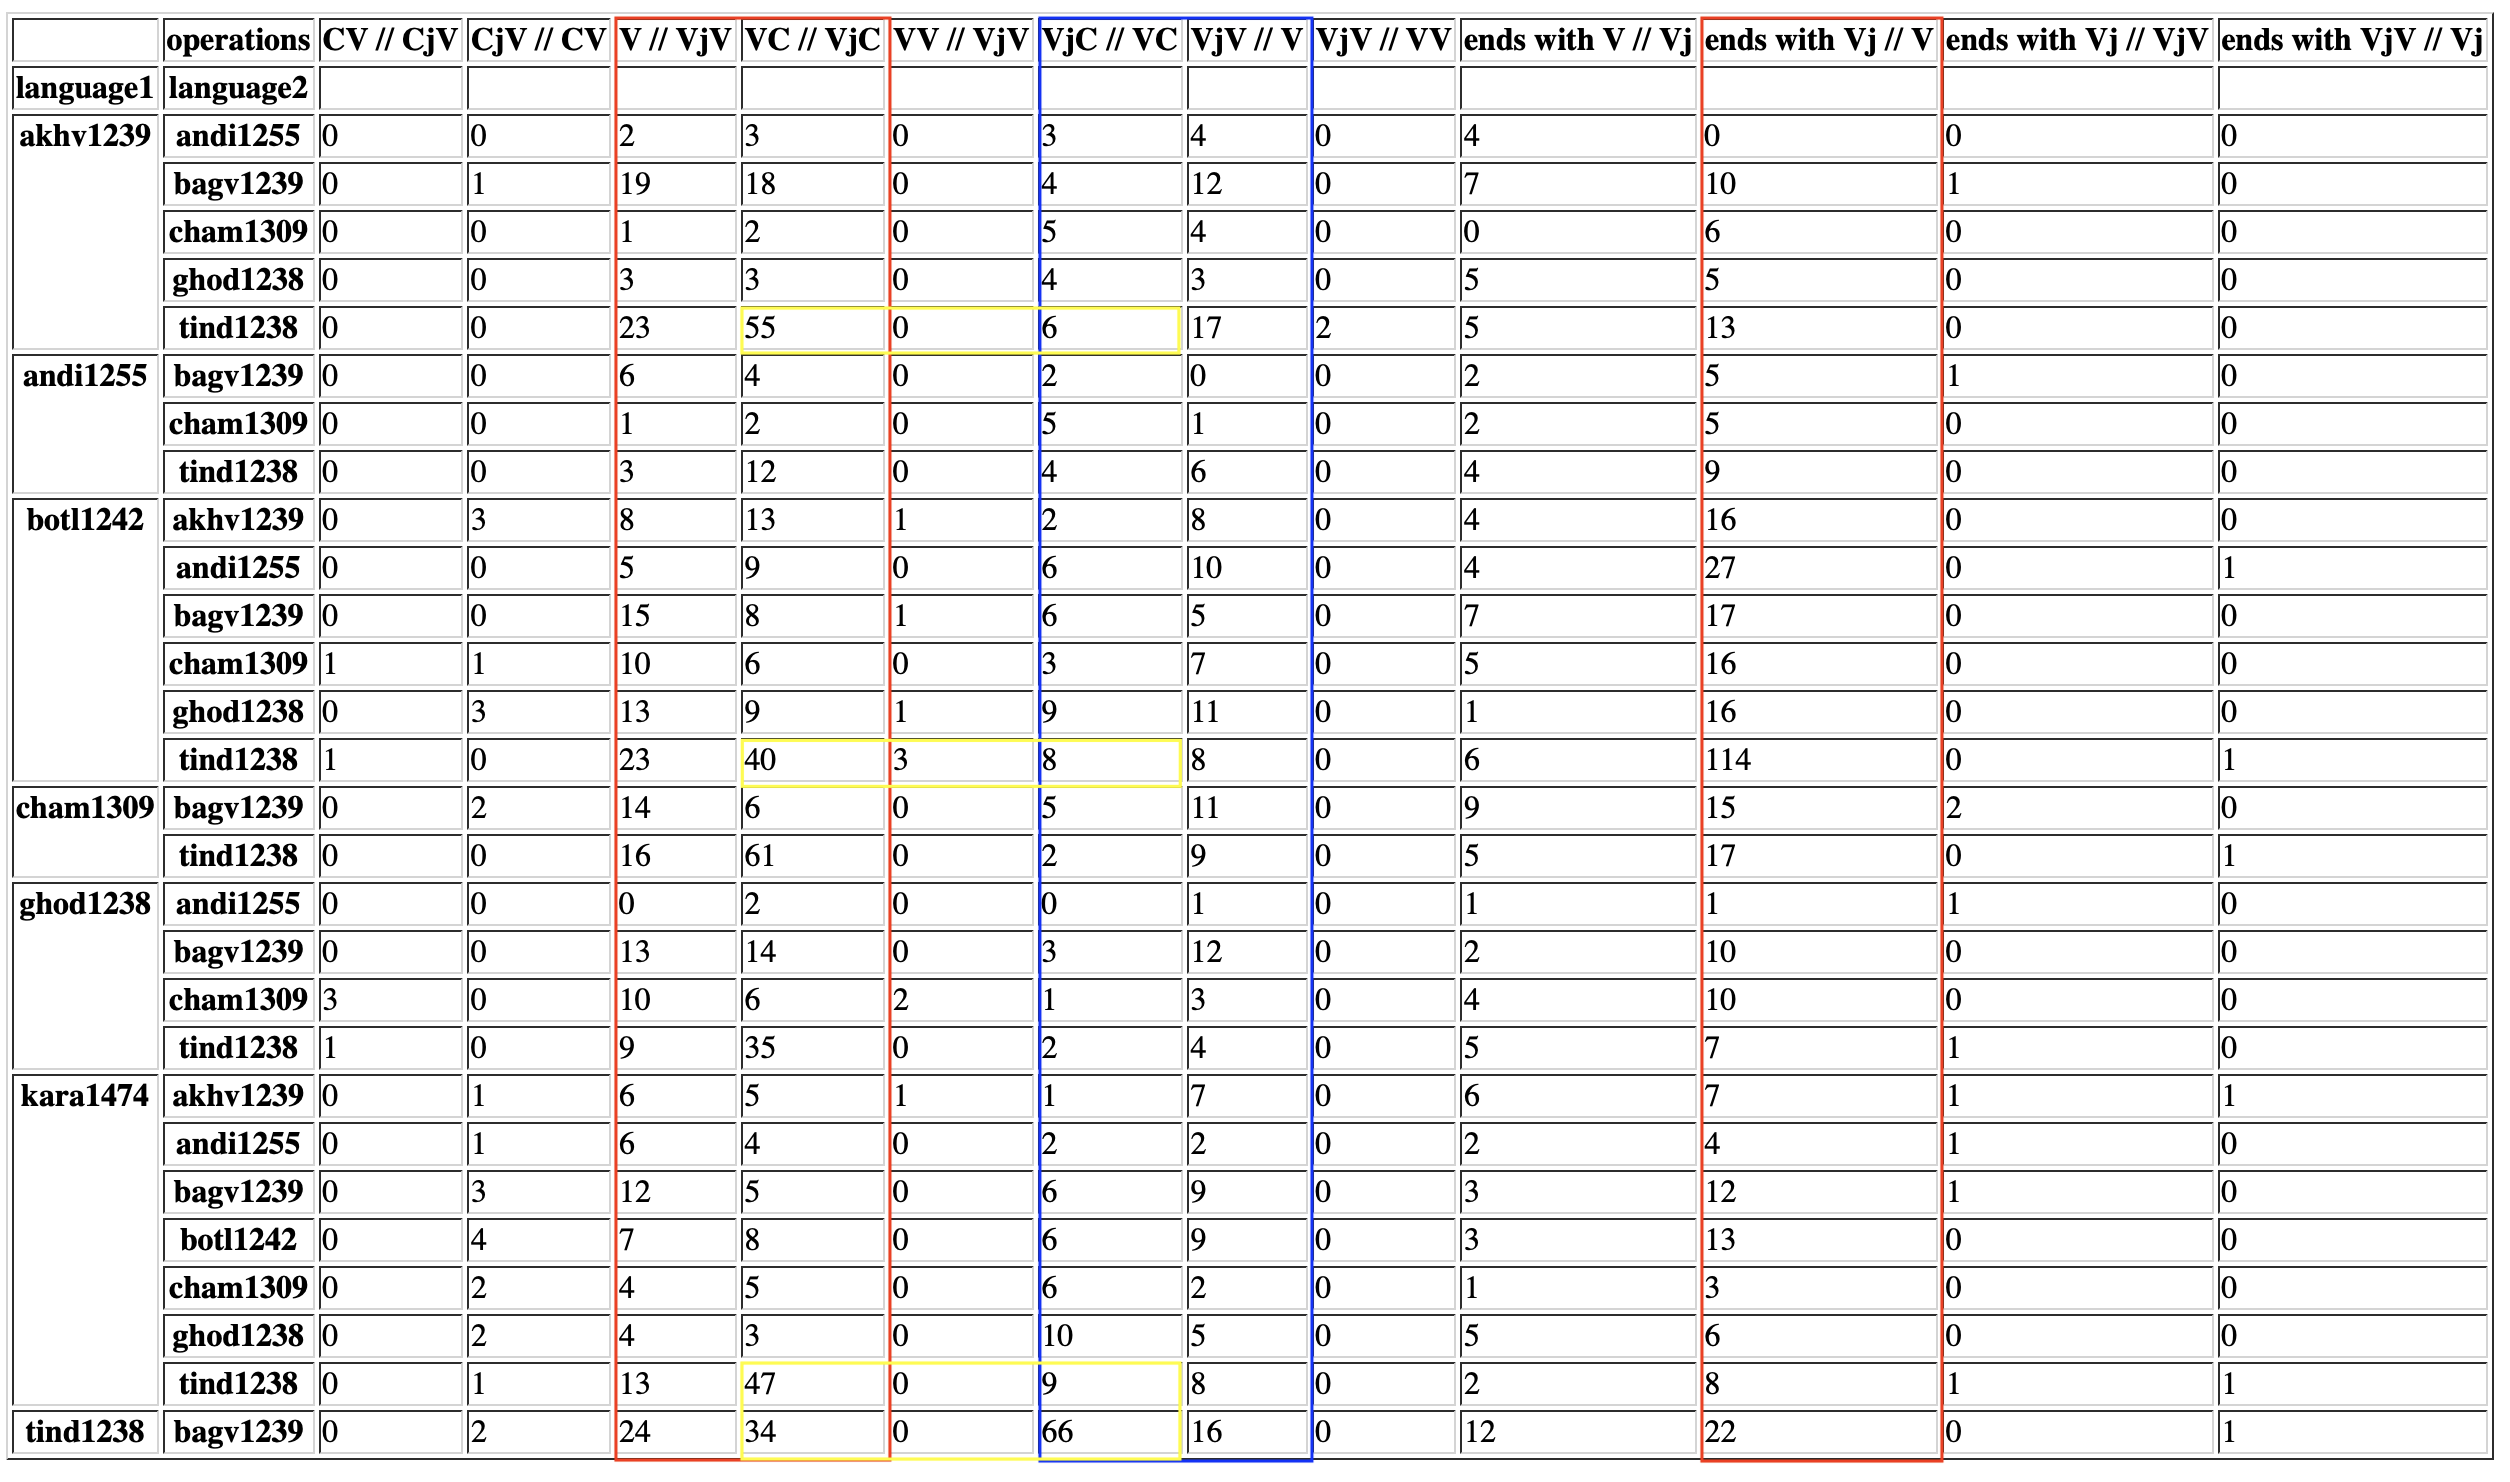 operations CV // CjV CjV // CV V // VjV VC // VjC VV // VjV VjC // VC VjV // V VjV // VV ends with V // Vj ends with Vj // V ends with Vj // VjV ends with VjV // Vj
language1 language2
akhv1239 andi1255 0 0 2 3 0 3 4 0 4 0 0 0
bagv1239 0 1 19 18 0 4 12 0 7 10 1 0
cham1309 0 0 1 2 0 5 4 0 0 6 0 0
ghod1238 0 0 3 3 0 4 3 0 5 5 0 0
tind1238 0 0 23 55 0 6 17 2 5 13 0 0
andi1255 bagv1239 0 0 6 4 0 2 0 0 2 5 1 0
cham1309 0 0 1 2 0 5 1 0 2 5 0 0
tind1238 0 0 3 12 0 4 6 0 4 9 0 0
botl1242 akhv1239 0 3 8 13 1 2 8 0 4 16 0 0
andi1255 0 0 5 9 0 6 10 0 4 27 0 1
bagv1239 0 0 15 8 1 6 5 0 7 17 0 0
cham1309 1 1 10 6 0 3 7 0 5 16 0 0
ghod1238 0 3 13 9 1 9 11 0 1 16 0 0
tind1238 1 0 23 40 3 8 8 0 6 114 0 1
cham1309 bagv1239 0 2 14 6 0 5 11 0 9 15 2 0
tind1238 0 0 16 61 0 2 9 0 5 17 0 1
ghod1238 andi1255 0 0 0 2 0 0 1 0 1 1 1 0
bagv1239 0 0 13 14 0 3 12 0 2 10 0 0
cham1309 3 0 10 6 2 1 3 0 4 10 0 0
tind1238 1 0 9 35 0 2 4 0 5 7 1 0
kara1474 akhv1239 0 1 6 5 1 1 7 0 6 7 1 1
andi1255 0 1 6 4 0 2 2 0 2 4 1 0
bagv1239 0 3 12 5 0 6 9 0 3 12 1 0
botl1242 0 4 7 8 0 6 9 0 3 13 0 0
cham1309 0 2 4 5 0 6 2 0 1 3 0 0
ghod1238 0 2 4 3 0 10 5 0 5 6 0 0
tind1238 0 1 13 47 0 9 8 0 2 8 1 1
tind1238 bagv1239 0 2 24 34 0 66 16 0 12 22 0 1